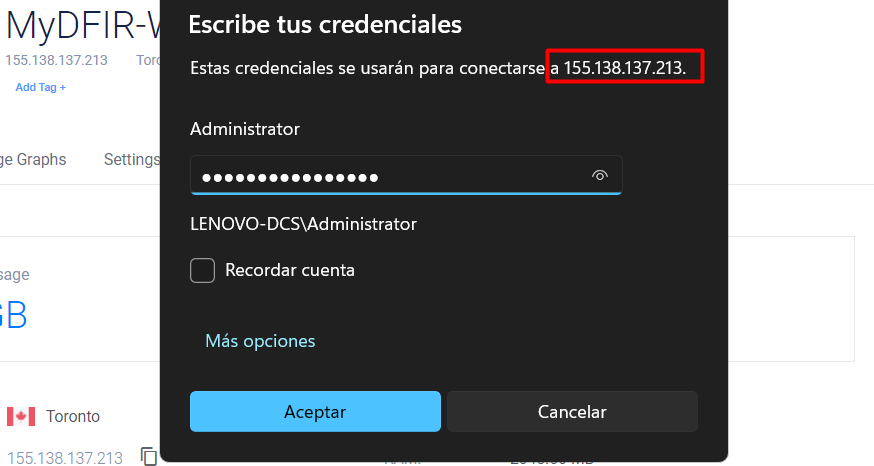 MyDFIR-W
155.138.137.213 Toro
Add Tag +
ge Graphs Settings
sage
GB
Toronto
155.138.137.213
Escribe tus credenciales
Estas credenciales se usarán para conectarse a 155.138.137.213.
Administrator
LENOVO-DCS\Administrator
Recordar cuenta
Más opciones
Aceptar Cancelar